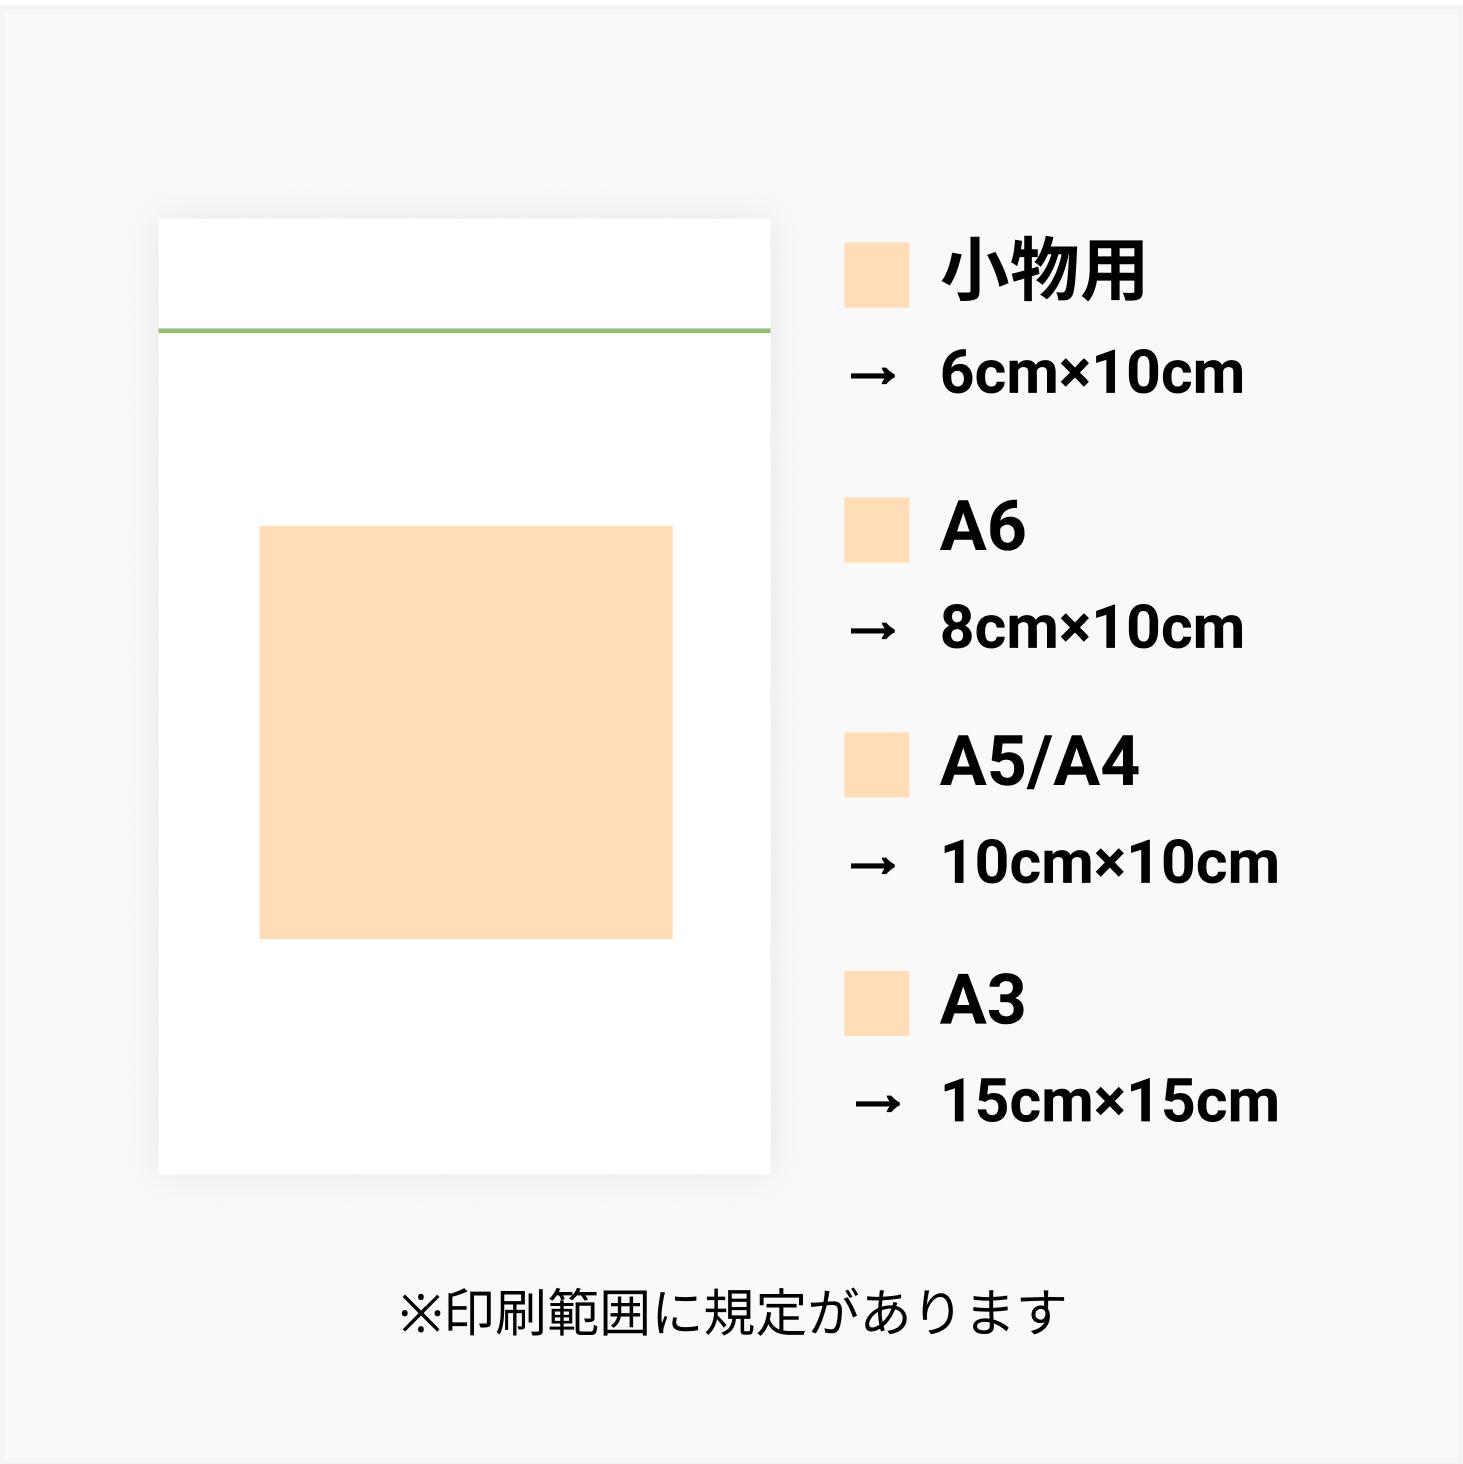 小物用
→ 6cm×10cm
A6
→ 8cm×10cm
A5/A4
→ 10cm×10cm
A3
→ 15cm×15cm
※印刷範囲に規定があります